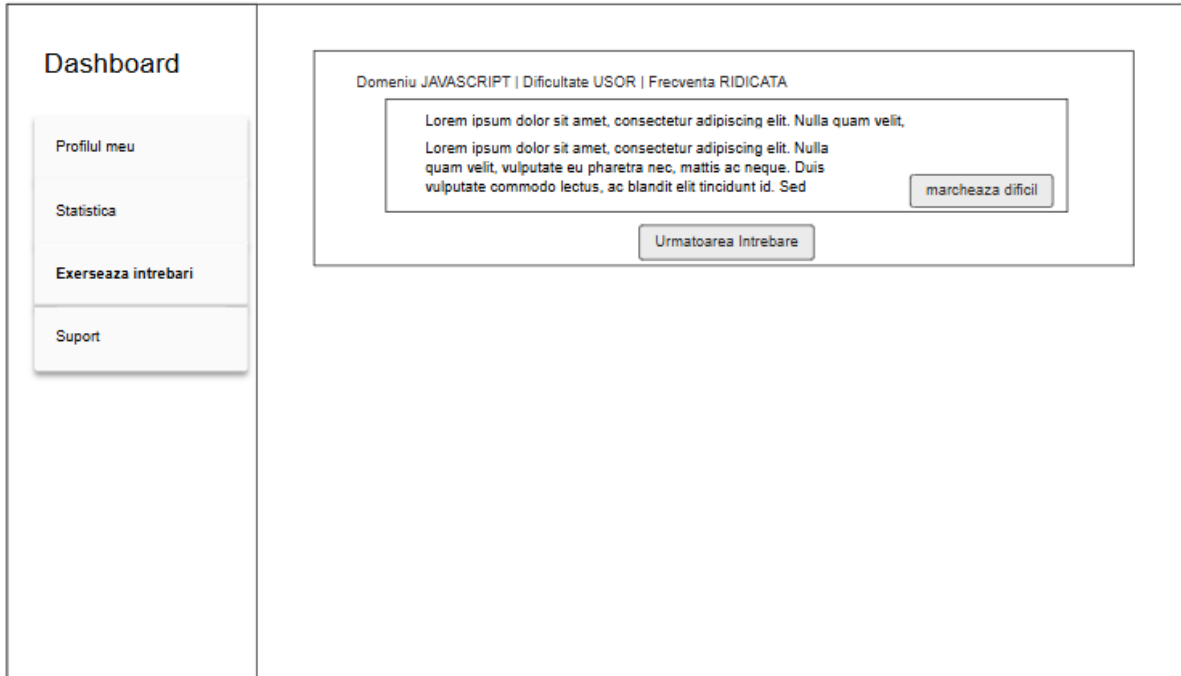 Dashboard
Profilul meu
Statistica
Exerseaza intrebari
Suport
Domeniu JAVASCRIPT | Dificultate USOR | Frecventa RIDICATA
Lorem ipsum dolor sit amet, consectetur adipiscing elit. Nulla quam velit,
Lorem ipsum dolor sit amet, consectetur adipiscing elit. Nulla
quam velit, vulputate eu pharetra nec, mattis ac neque. Duis
vulputate commodo lectus, ac blandit elit tincidunt id. Sed
marcheaza dificil
Urmatoarea Intrebare